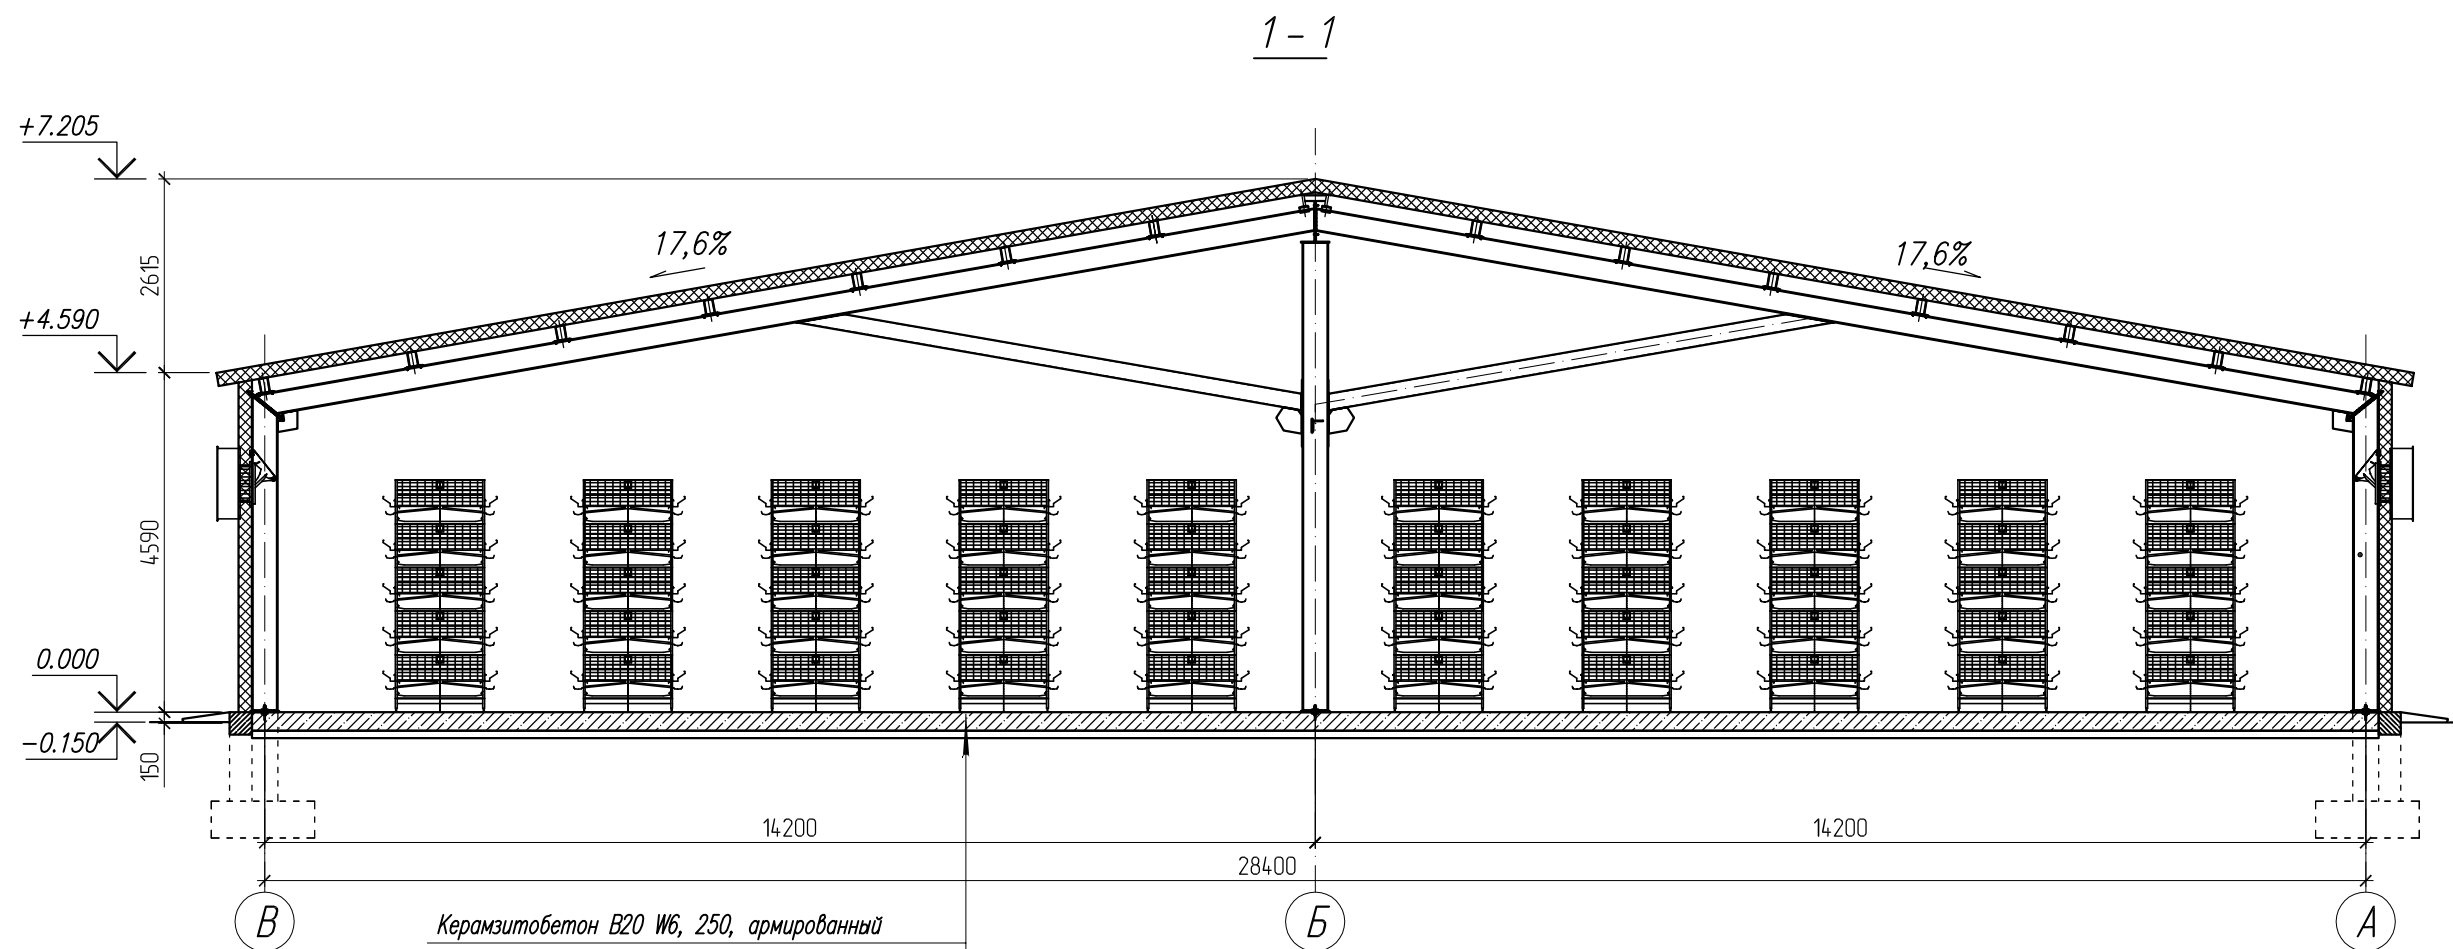 1 - 1
+7.205
17,6%
17,6%
2615
+4.590
4590
0.000
-0.150
150
14200
14200
28400
В
Б
А
Керамзитобетон В20 W6, 250, армированный